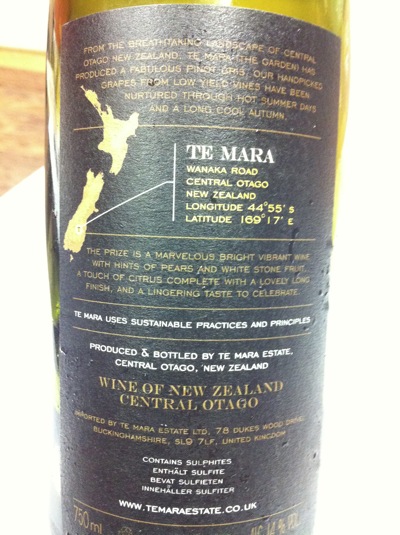 FROM THE BREATHTAKING LANDSCAPE OF CENTRAL
OTAGO NEW ZEALAND, TE MARA (THE GARDEN) HAS
PRODUCED A FABULOUS PINOT GRIS. OUR HANDPICKED
GRAPES FROM LOW YIELD VINES HAVE BEEN
NURTURED THROUGH HOT SUMMER DAYS
AND A LONG COOL AUTUMN.
TE MARA
WANAKA ROAD
CENTRAL OTAGO
NEW ZEALAND
LONGITUDE 44°55' S
LATITUDE 169°17' E
THE PRIZE IS A MARVELOUS BRIGHT VIBRANT WINE
WITH HINTS OF PEARS AND WHITE STONE FRUIT,
A TOUCH OF CITRUS COMPLETE WITH A LOVELY LONG
FINISH, AND A LINGERING TASTE TO CELEBRATE.
TE MARA USES SUSTAINABLE PRACTICES AND PRINCIPLES
PRODUCED & BOTTLED BY TE MARA ESTATE,
CENTRAL OTAGO, NEW ZEALAND
WINE OF NEW ZEALAND
CENTRAL OTAGO
IMPORTED BY TE MARA ESTATE LTD, 78 DUKES WOOD DRIVE,
BUCKINGHAMSHIRE, SL9 7LF, UNITED KINGDOM
CONTAINS SULPHITES
ENTHÄLT SULFITE
BEVAT SULFIETEN
INNEHÅLLER SULFITER
WWW.TEMARAESTATE.CO.UK
750ml 14% VOL